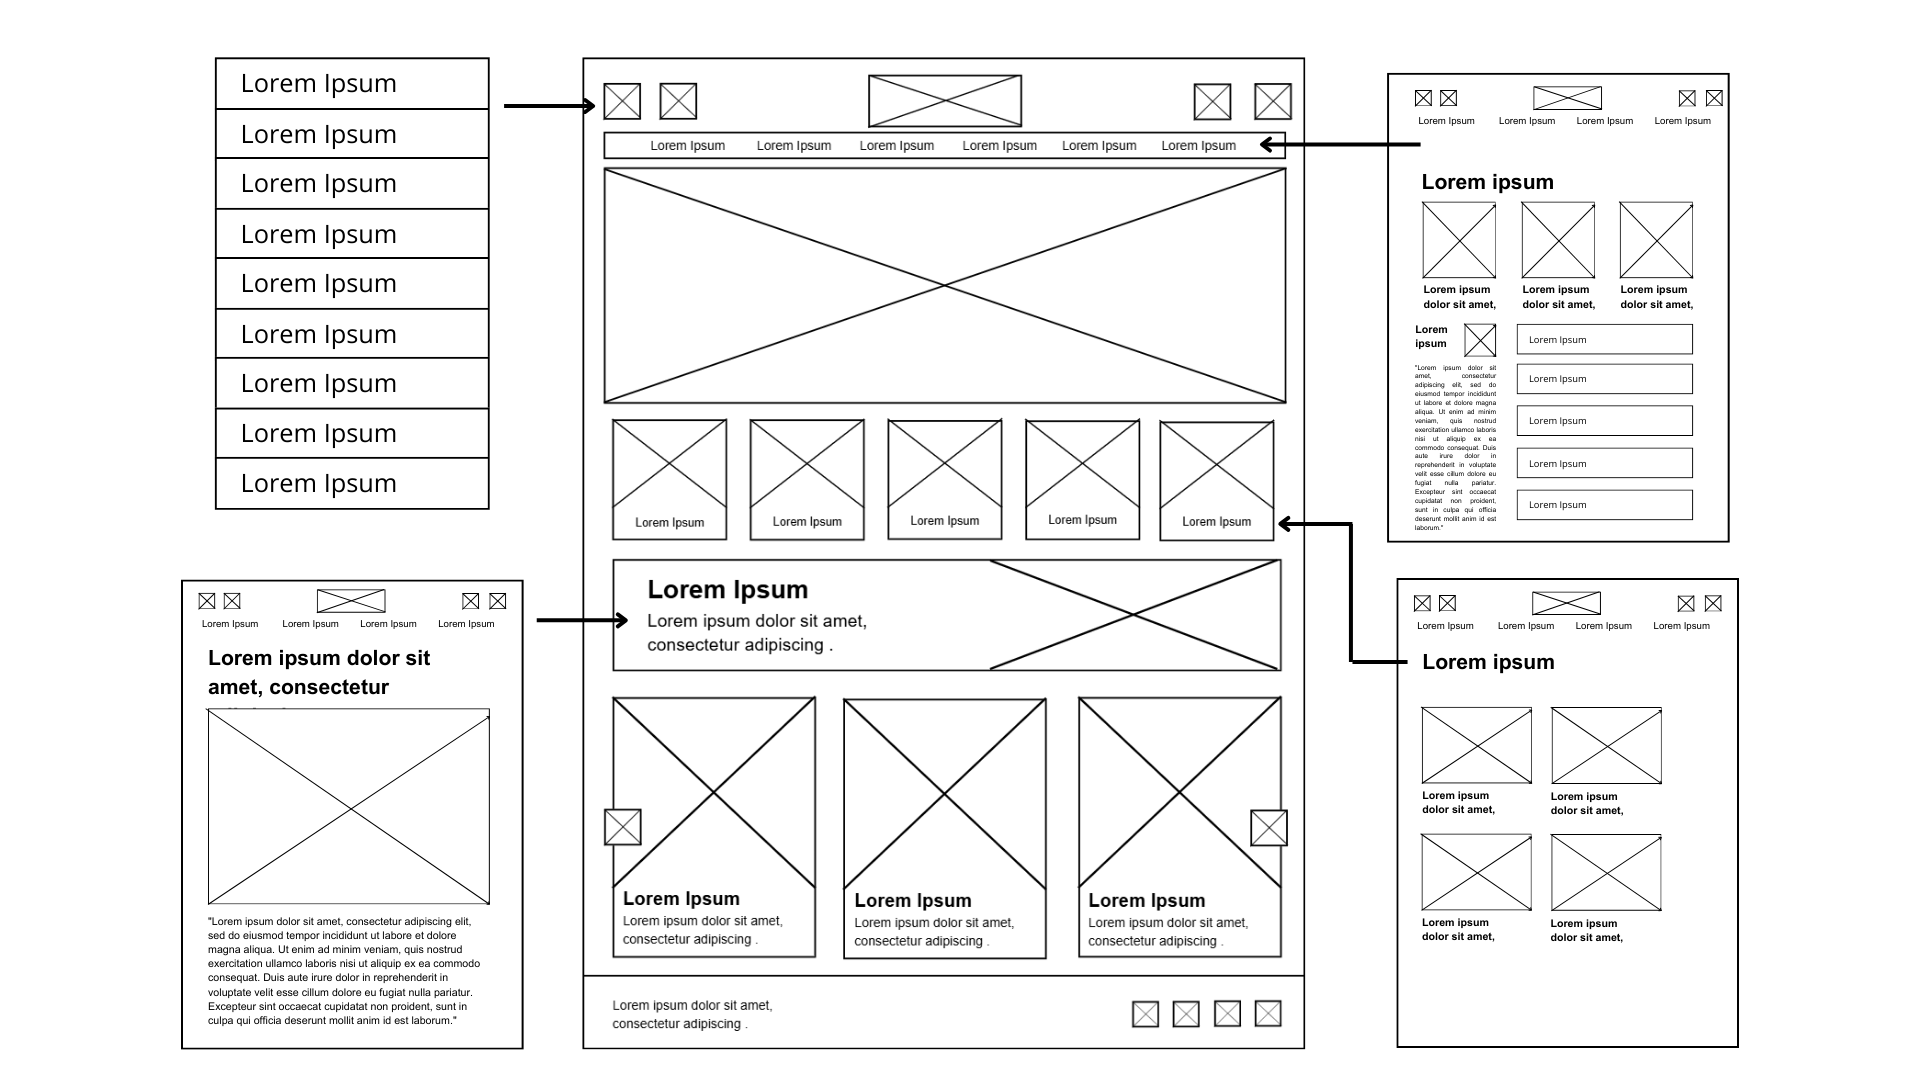 Lorem Ipsum
Lorem Ipsum
Lorem Ipsum
Lorem Ipsum
Lorem Ipsum
Lorem Ipsum
Lorem Ipsum
Lorem Ipsum
Lorem Ipsum
Lorem Ipsum Lorem Ipsum Lorem Ipsum Lorem Ipsum
Lorem ipsum dolor sit
amet, consectetur
"Lorem ipsum dolor sit amet, consectetur adipiscing elit,
sed do eiusmod tempor incididunt ut labore et dolore
magna aliqua. Ut enim ad minim veniam, quis nostrud
exercitation ullamco laboris nisi ut aliquip ex ea commodo
consequat. Duis aute irure dolor in reprehenderit in
voluptate velit esse cillum dolore eu fugiat nulla pariatur.
Excepteur sint occaecat cupidatat non proident, sunt in
culpa qui officia deserunt mollit anim id est laborum."
Lorem Ipsum Lorem Ipsum Lorem Ipsum Lorem Ipsum Lorem Ipsum Lorem Ipsum
Lorem Ipsum Lorem Ipsum Lorem Ipsum Lorem Ipsum Lorem Ipsum
Lorem Ipsum
Lorem ipsum dolor sit amet,
consectetur adipiscing .
Lorem Ipsum
Lorem ipsum dolor sit amet,
consectetur adipiscing .
Lorem Ipsum
Lorem ipsum dolor sit amet,
consectetur adipiscing .
Lorem Ipsum
Lorem ipsum dolor sit amet,
consectetur adipiscing .
Lorem ipsum dolor sit amet,
consectetur adipiscing .
Lorem Ipsum Lorem Ipsum Lorem Ipsum Lorem Ipsum
Lorem ipsum
Lorem ipsum
dolor sit amet,
Lorem ipsum
dolor sit amet,
Lorem ipsum
dolor sit amet,
Lorem
ipsum
"Lorem ipsum dolor sit
amet, consectetur
adipiscing elit, sed do
eiusmod tempor incididunt
ut labore et dolore magna
aliqua. Ut enim ad minim
veniam, quis nostrud
exercitation ullamco laboris
nisi ut aliquip ex ea
commodo consequat. Duis
aute irure dolor in
reprehenderit in voluptate
velit esse cillum dolore eu
fugiat nulla pariatur.
Excepteur sint occaecat
cupidatat non proident,
sunt in culpa qui officia
deserunt mollit anim id est
laborum."
Lorem Ipsum
Lorem Ipsum
Lorem Ipsum
Lorem Ipsum
Lorem Ipsum
Lorem Ipsum Lorem Ipsum Lorem Ipsum Lorem Ipsum
Lorem ipsum
Lorem ipsum
dolor sit amet,
Lorem ipsum
dolor sit amet,
Lorem ipsum
dolor sit amet,
Lorem ipsum
dolor sit amet,